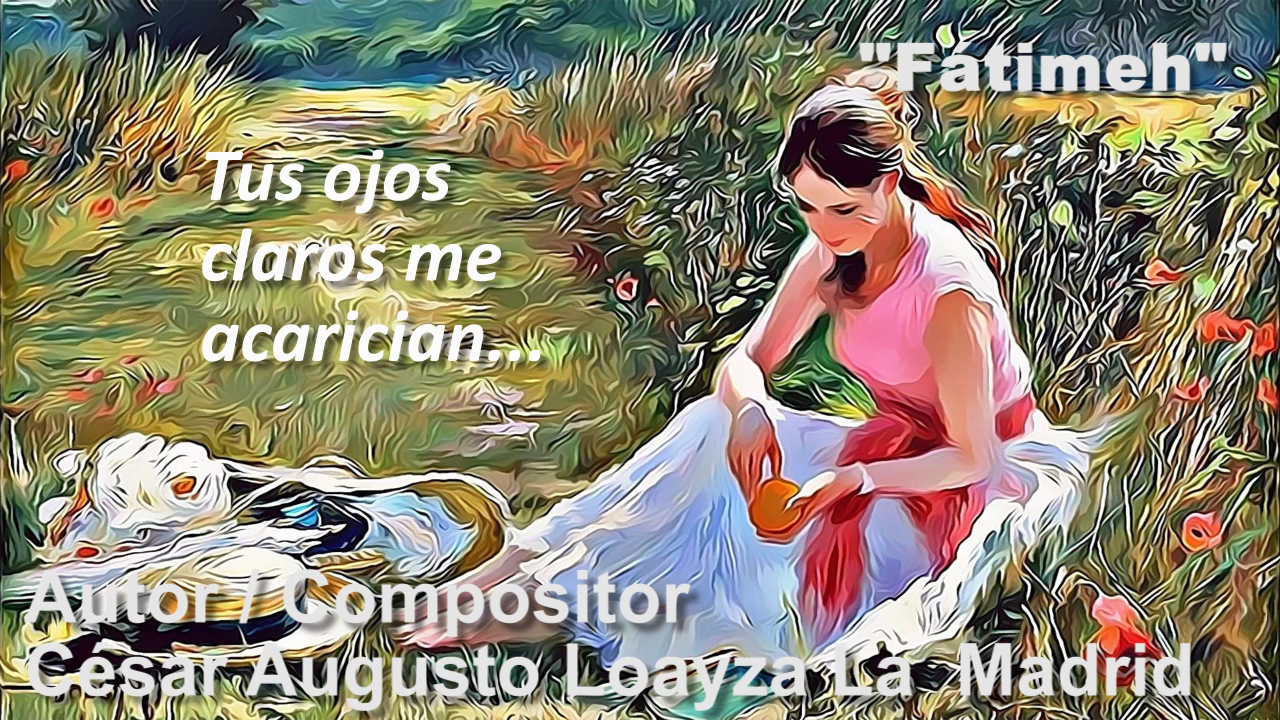 "Fátimeh"
Tus ojos
claros me
acarician...
Autor / Compositor
César Augusto Loayza La Madrid